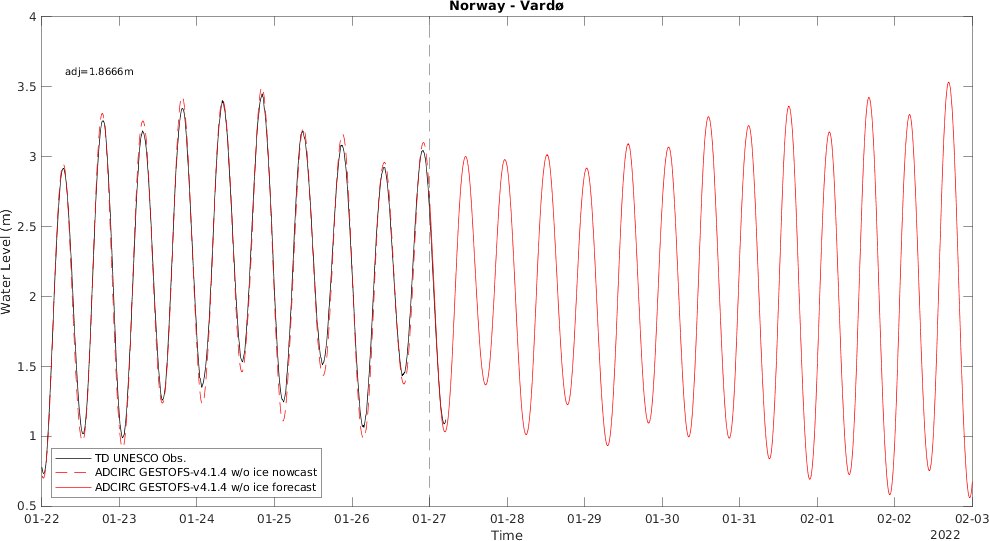 Norway - Vardø
4
adj=1.8666m
3.5
3
2.5
Water Level (m)
2
1.5
1
TD UNESCO Obs.
ADCIRC GESTOFS-v4.1.4 w/o ice nowcast
ADCIRC GESTOFS-v4.1.4 w/o ice forecast
0.5
01-22 01-23 01-24 01-25 01-26 01-27 01-28 01-29 01-30 01-31 02-01 02-02 02-03
Time
2022